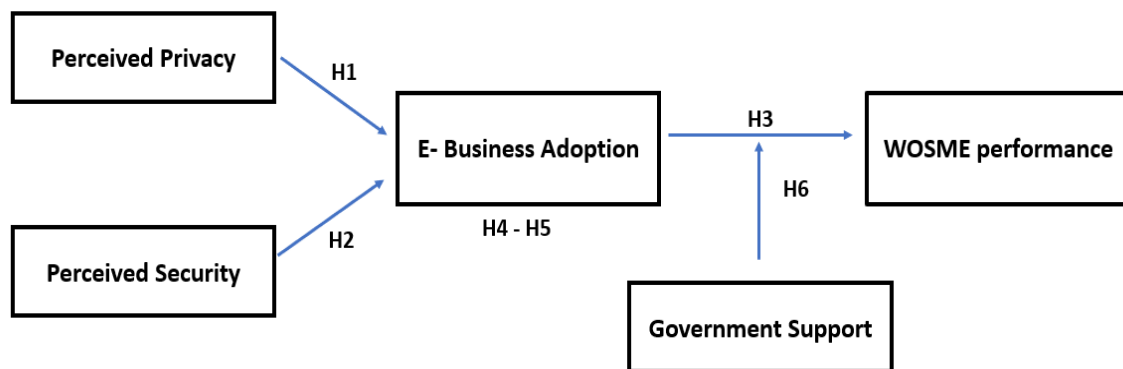 Perceived Privacy
H1
E- Business Adoption
H3
WOSME performance
H6
H4 - H5
H2
Perceived Security
Government Support